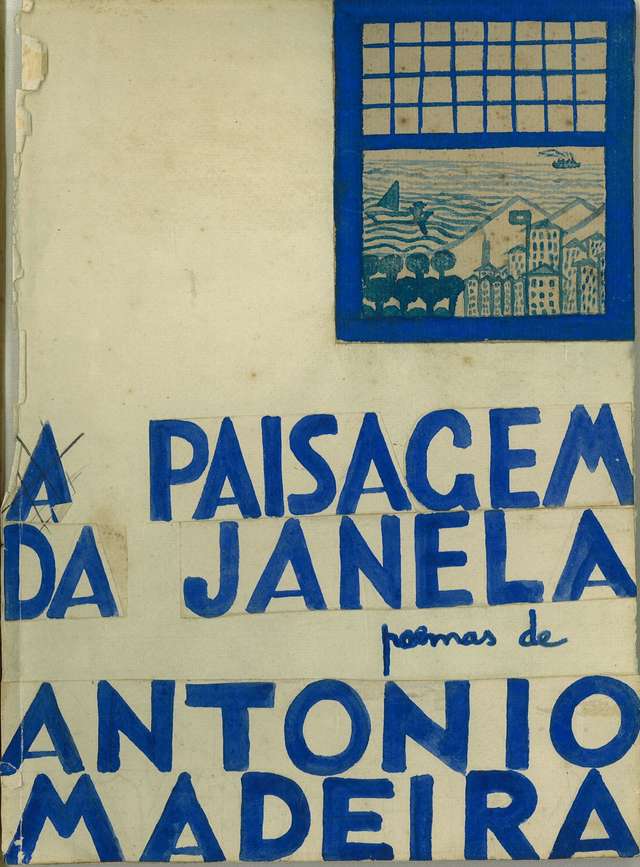 A PAISAGEM
DA JANELA
poemas de
ANTONIO
MADEIRA